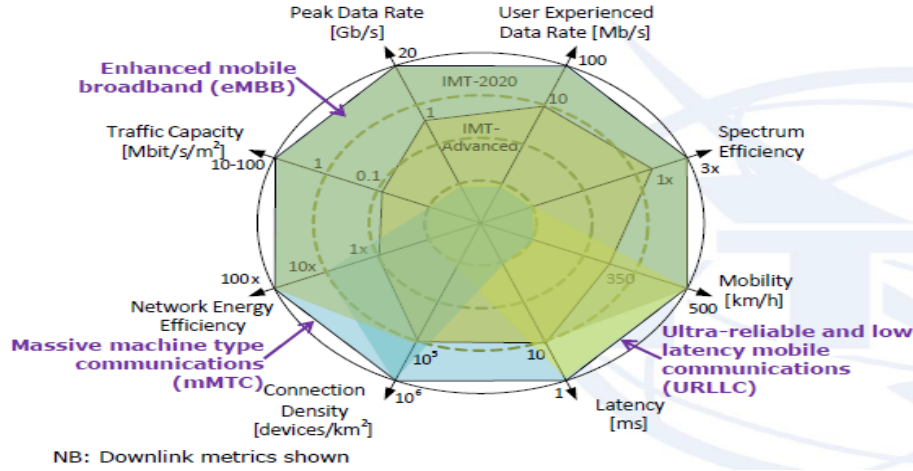 Peak Data Rate
[Gb/s]
User Experienced
Data Rate [Mb/s]
20
100
Enhanced mobile
broadband (eMBB)
IMT-2020
1
10
Traffic Capacity
[Mbit/s/m²]
10-100
IMT-
Advanced
Spectrum
Efficiency
1
0.1
1x
3x
1x
10x
100x
350
500
Mobility
[km/h]
Network Energy
Efficiency
Massive machine type
communications
(mMTC)
Ultra-reliable and low
latency mobile
communications
(URLLC)
10⁵
10
10⁶
1
Connection
Density
[devices/km²]
Latency
[ms]
NB: Downlink metrics shown